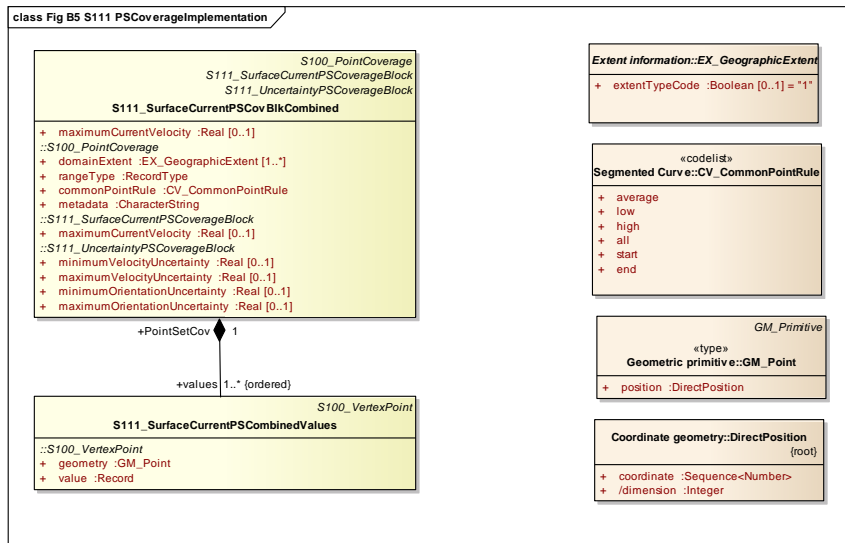 class Fig B5 S111 PSCoverageImplementation
S100_PointCoverage
S111_SurfaceCurrentPSCoverageBlock
S111_UncertaintyPSCoverageBlock
S111_SurfaceCurrentPSCovBlkCombined
+ maximumCurrentVelocity :Real [0..1]
::S100_PointCoverage
+ domainExtent :EX_GeographicExtent [1..*]
+ rangeType :RecordType
+ commonPointRule :CV_CommonPointRule
+ metadata :CharacterString
::S111_SurfaceCurrentPSCoverageBlock
+ maximumCurrentVelocity :Real [0..1]
::S111_UncertaintyPSCoverageBlock
+ minimumVelocityUncertainty :Real [0..1]
+ maximumVelocityUncertainty :Real [0..1]
+ minimumOrientationUncertainty :Real [0..1]
+ maximumOrientationUncertainty :Real [0..1]
+PointSetCov 1
+values 1..* {ordered}
S100_VertexPoint
S111_SurfaceCurrentPSCombinedValues
::S100_VertexPoint
+ geometry :GM_Point
+ value :Record
Extent information::EX_GeographicExtent
+ extentTypeCode :Boolean [0..1] = "1"
«codelist»
Segmented Curve::CV_CommonPointRule
+ average
+ low
+ high
+ all
+ start
+ end
GM_Primitive
«type»
Geometric primitive::GM_Point
+ position :DirectPosition
Coordinate geometry::DirectPosition
{root}
+ coordinate :Sequence<Number>
+ /dimension :Integer